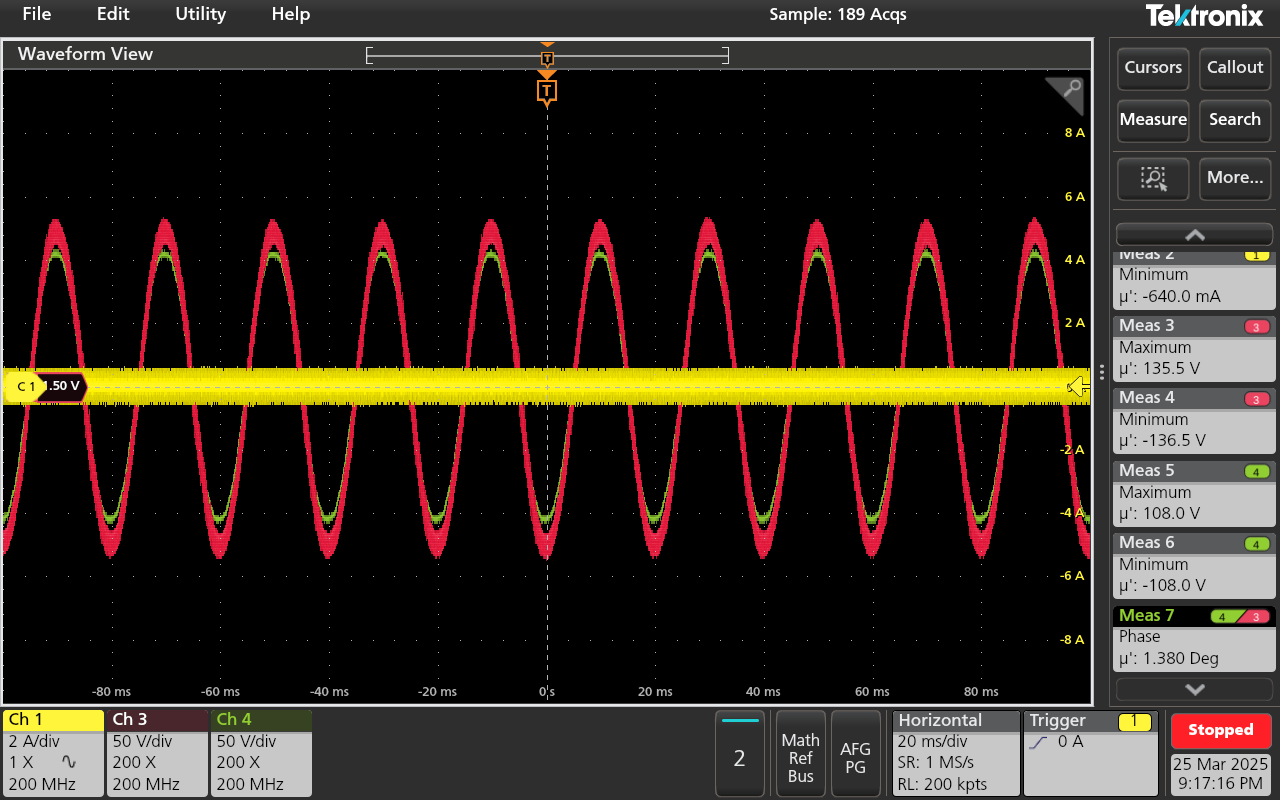 File Edit Utility Help
Sample: 189 Acqs
Tektronix
Waveform View
T
T
Cursors Callout
Measure Search
More...
8 A
6 A
4 A
2 A
-2 A
-4 A
-6 A
-8 A
C 1
1.50 V
-80 ms -60 ms -40 ms -20 ms 0 s 20 ms 40 ms 60 ms 80 ms
Meas 2 1
Minimum
µ': -640.0 mA
Meas 3 3
Maximum
µ': 135.5 V
Meas 4 3
Minimum
µ': -136.5 V
Meas 5 4
Maximum
µ': 108.0 V
Meas 6 4
Minimum
µ': -108.0 V
Meas 7 4 3
Phase
µ': 1.380 Deg
Ch 1
2 A/div
1 X
200 MHz
Ch 3
50 V/div
200 X
200 MHz
Ch 4
50 V/div
200 X
200 MHz
2
Math
Ref
Bus
AFG
PG
Horizontal
20 ms/div
SR: 1 MS/s
RL: 200 kpts
Trigger 1
0 A
Stopped
25 Mar 2025
9:17:16 PM